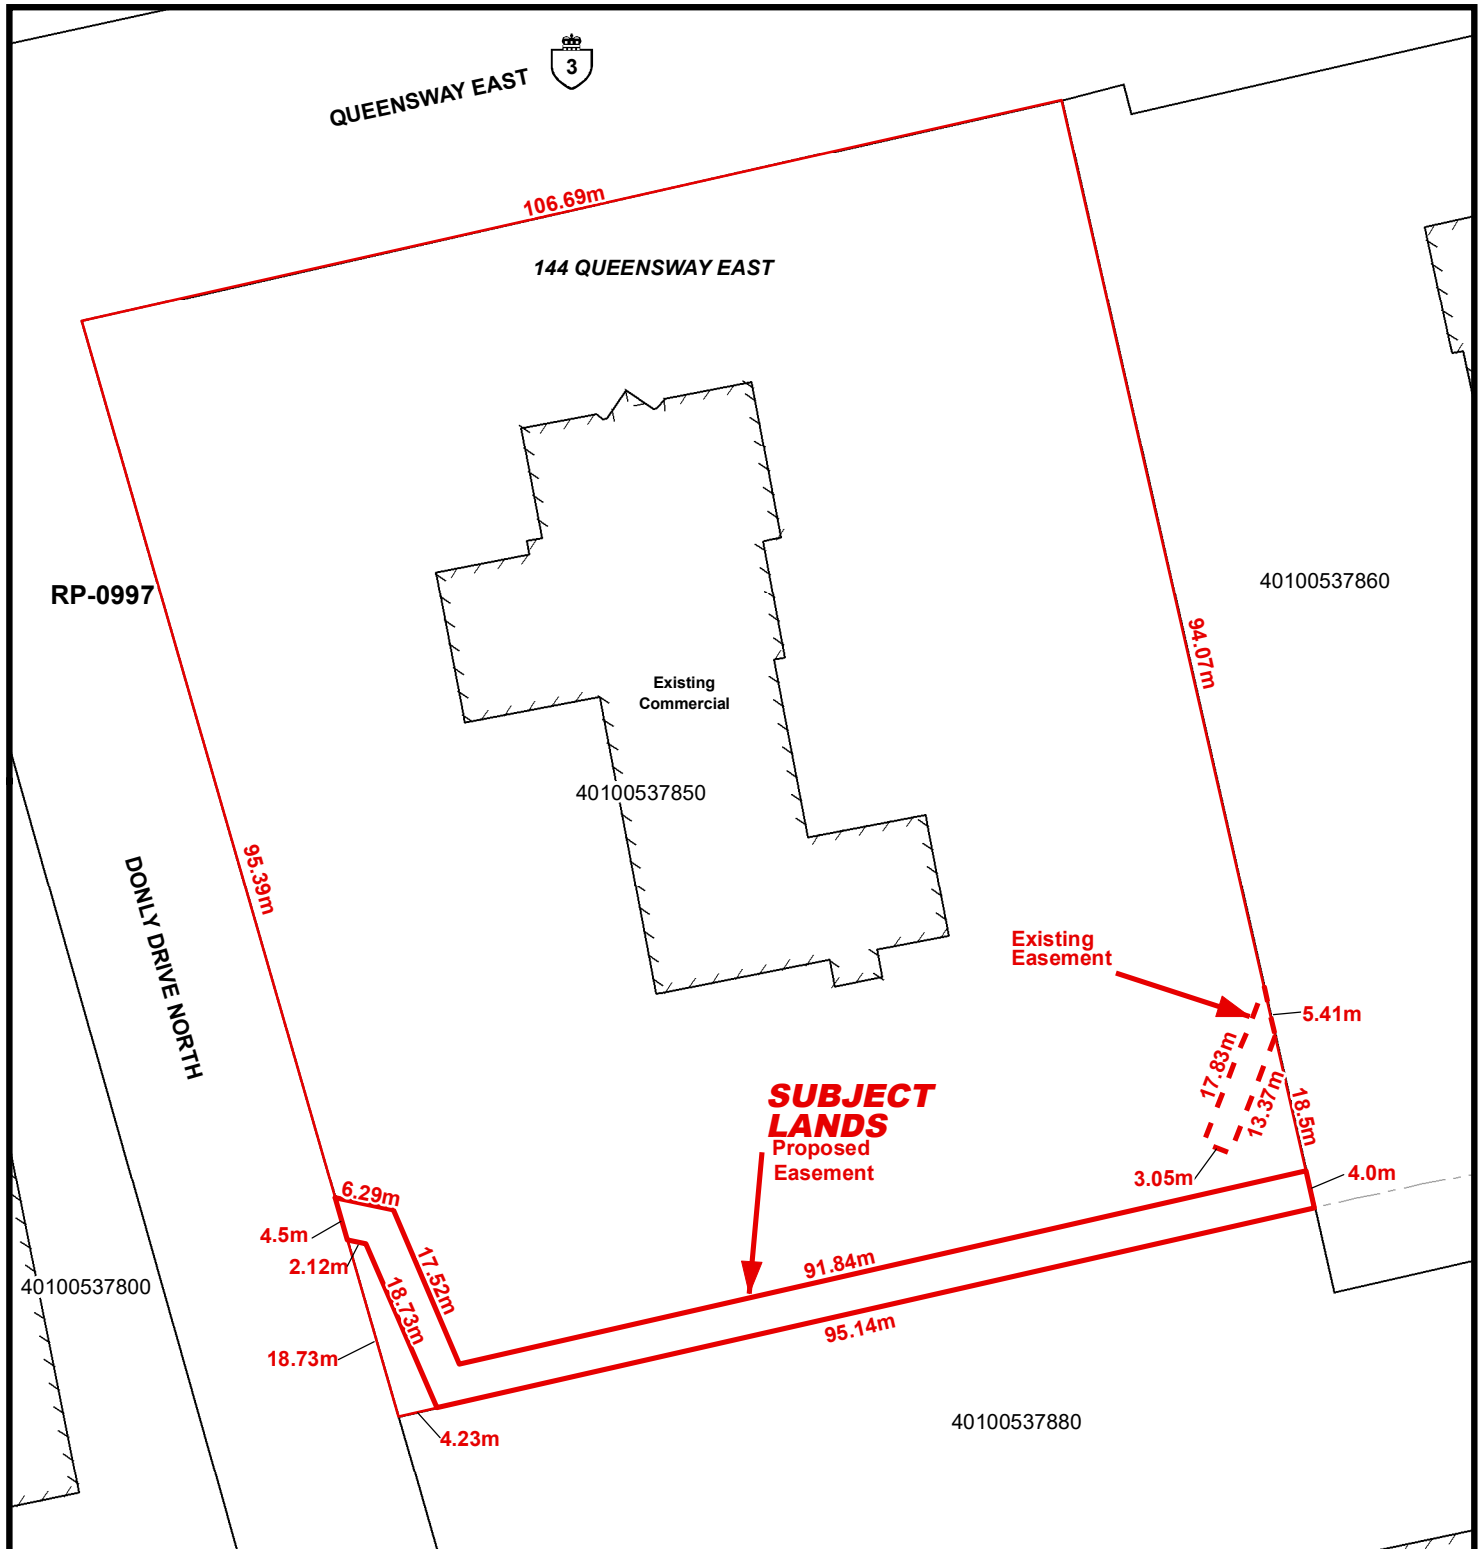 3
QUEENSWAY EAST
106.69m
144 QUEENSWAY EAST
40100537860
RP-0997
94.07m
Existing
Commercial
40100537850
95.39m
DONLY DRIVE NORTH
Existing
Easement
5.41m
17.83m
13.37m
18.5m
SUBJECT
LANDS
Proposed
Easement
3.05m
4.0m
6.29m
4.5m
2.12m
17.52m
18.73m
91.84m
95.14m
40100537800
18.73m
4.23m
40100537880